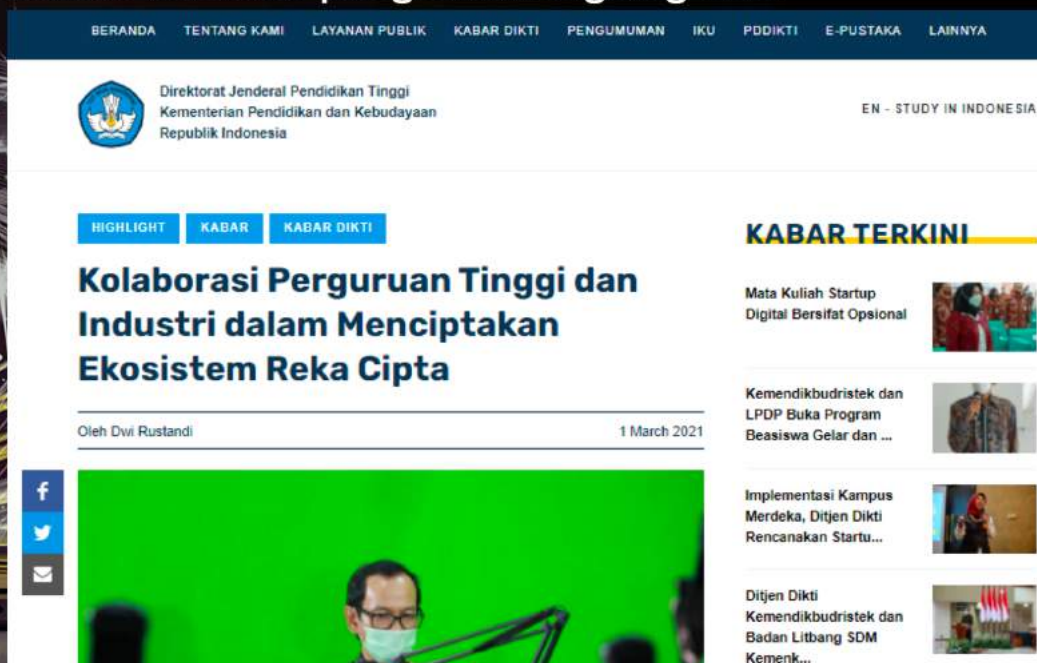 BERANDA TENTANG KAMI LAYANAN PUBLIK KABAR DIKTI PENGUMUMAN IKU PDDIKTI E-PUSTAKA LAINNYA
Direktorat Jenderal Pendidikan Tinggi
Kementerian Pendidikan dan Kebudayaan
Republik Indonesia
EN - STUDY IN INDONESIA
HIGHLIGHT KABAR KABAR DIKTI
Kolaborasi Perguruan Tinggi dan
Industri dalam Menciptakan
Ekosistem Reka Cipta
Oleh Dwi Rustandi 1 March 2021
KABAR TERKINI
Mata Kuliah Startup
Digital Bersifat Opsional
Kemendikbudristek dan
LPDP Buka Program
Beasiswa Gelar dan ...
Implementasi Kampus
Merdeka, Ditjen Dikti
Rencanakan Startu...
Ditjen Dikti
Kemendikbudristek dan
Badan Litbang SDM
Kemenk...